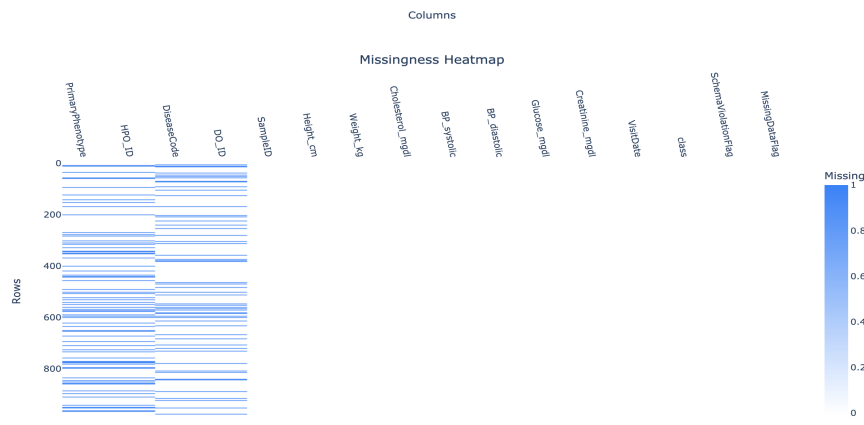 Columns
Missingness Heatmap
PrimaryPhenotype
HPO_ID
DiseaseCode
DO_ID
SampleID
Height_cm
Weight_kg
Cholesterol_mgdl
BP_systolic
BP_diastolic
Glucose_mgdl
Creatinine_mgdl
VisitDate
class
SchemaViolationFlag
MissingDataFlag
Rows
0
200
400
600
800
Missing
1
0.8
0.6
0.4
0.2
0